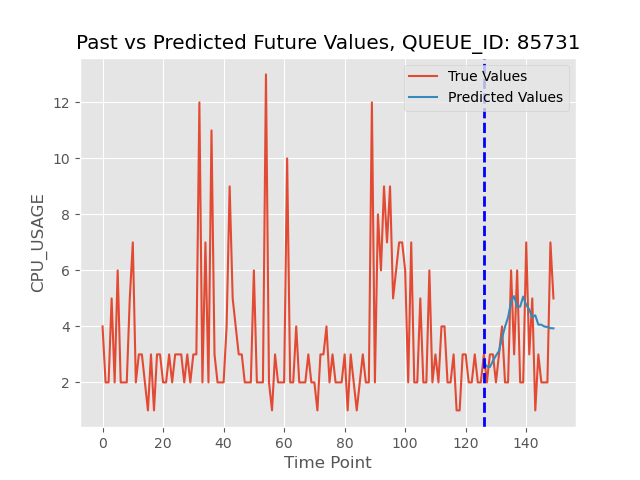 Past vs Predicted Future Values, QUEUE_ID: 85731
True Values
Predicted Values
CPU_USAGE
12
10
8
6
4
2
0 20 40 60 80 100 120 140
Time Point